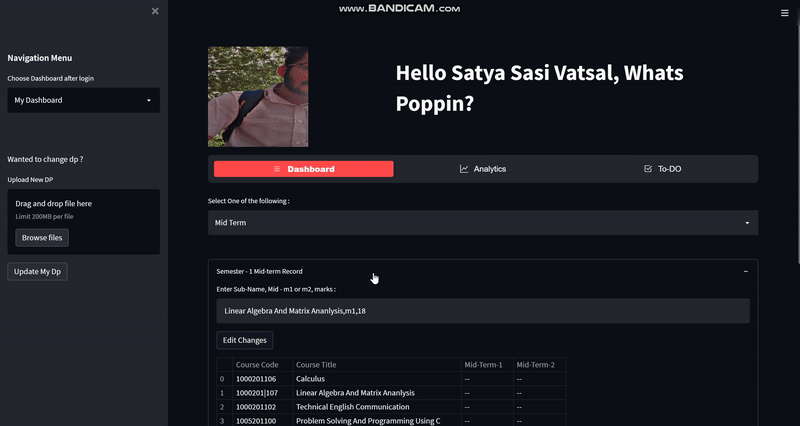 WWW.BANDICAM.COM
Navigation Menu
Choose Dashboard after login
My Dashboard
Wanted to change dp ?
Upload New DP
Drag and drop file here
Limit 200MB per file
Browse files
Update My Dp
Hello Satya Sasi Vatsal, Whats
Poppin?
Dashboard
Analytics
To-DO
Select One of the following :
Mid Term
Semester - 1 Mid-term Record
Enter Sub-Name, Mid - m1 or m2, marks :
Linear Algebra And Matrix Ananlysis,m1,18
Edit Changes
Course Code Course Title Mid-Term-1 Mid-Term-2
0 1000201106 Calculus -- --
1 1000201|107 Linear Algebra And Matrix Ananlysis -- --
2 1000201102 Technical English Communication -- --
3 1005201100 Problem Solving And Programming Using C -- --